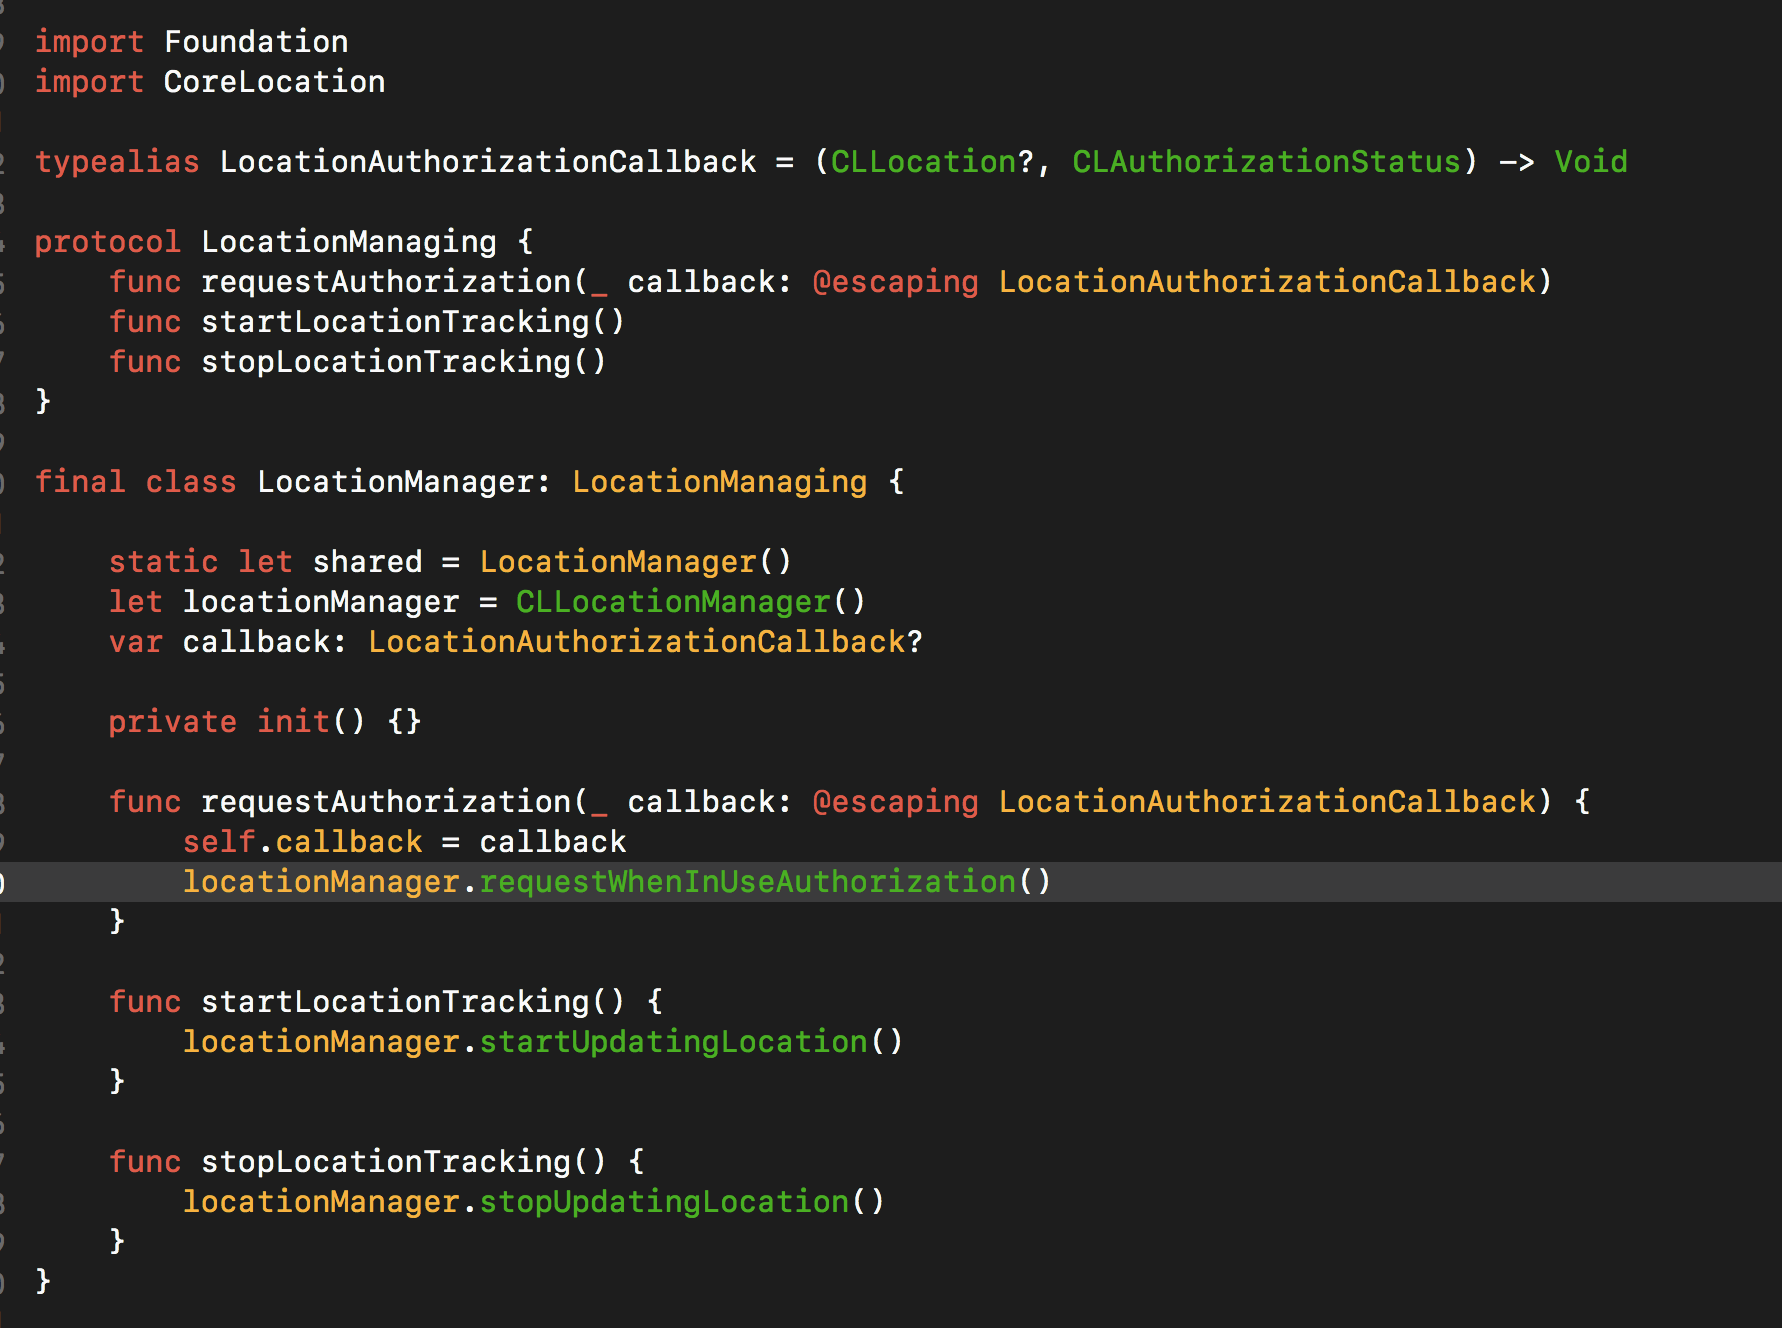 import Foundation
import CoreLocation
typealias LocationAuthorizationCallback = (CLLocation?, CLAuthorizationStatus) -> Void
protocol LocationManaging {
    func requestAuthorization(_ callback: @escaping LocationAuthorizationCallback)
    func startLocationTracking()
    func stopLocationTracking()
}
final class LocationManager: LocationManaging {
    static let shared = LocationManager()
    let locationManager = CLLocationManager()
    var callback: LocationAuthorizationCallback?
    private init() {}
    func requestAuthorization(_ callback: @escaping LocationAuthorizationCallback) {
        self.callback = callback
        locationManager.requestWhenInUseAuthorization()
    }
    func startLocationTracking() {
        locationManager.startUpdatingLocation()
    }
    func stopLocationTracking() {
        locationManager.stopUpdatingLocation()
    }
}